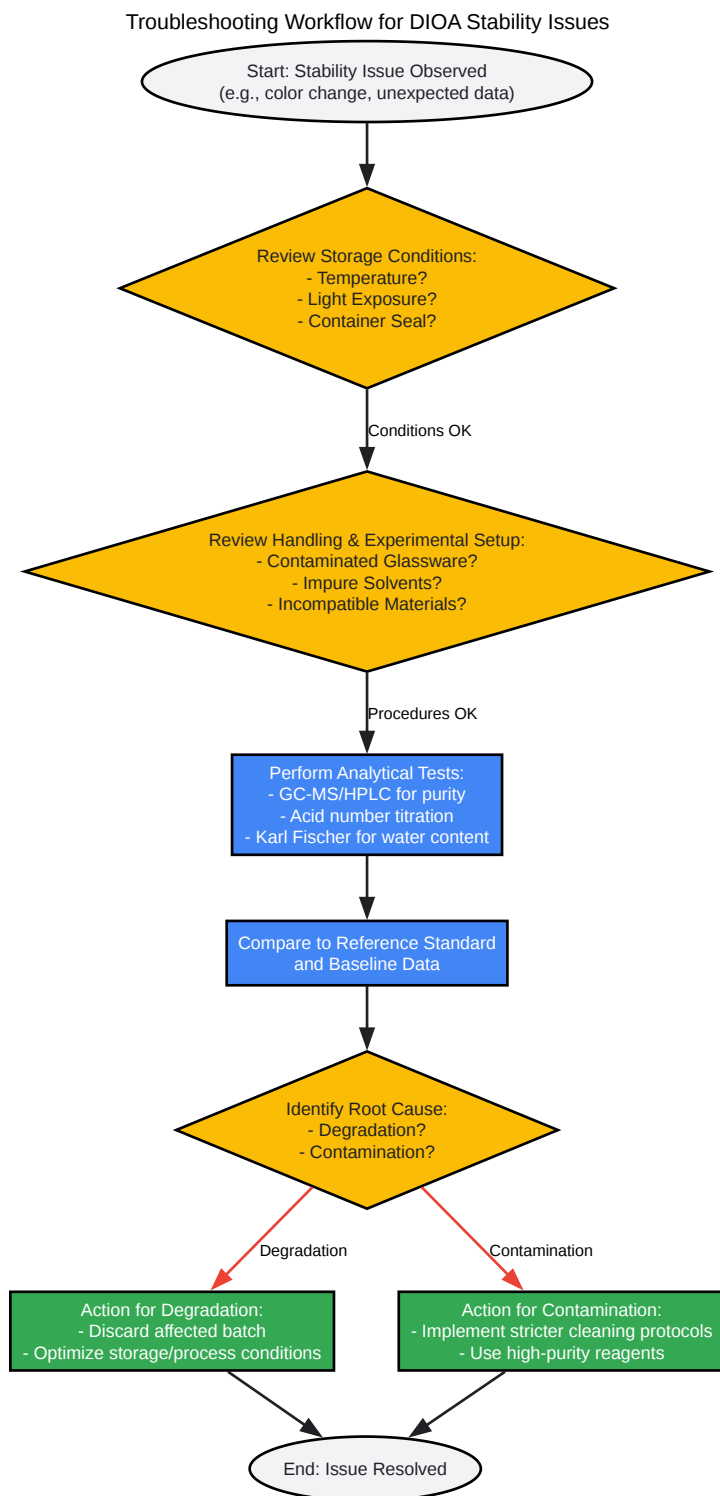 Troubleshooting Workflow for DIOA Stability Issues
Start: Stability Issue Observed
(e.g., color change, unexpected data)
Review Storage Conditions:
- Temperature?
- Light Exposure?
- Container Seal?
Conditions OK
Review Handling & Experimental Setup:
- Contaminated Glassware?
- Impure Solvents?
- Incompatible Materials?
Procedures OK
Perform Analytical Tests:
- GC-MS/HPLC for purity
- Acid number titration
- Karl Fischer for water content
Compare to Reference Standard
and Baseline Data
Identify Root Cause:
- Degradation?
- Contamination?
Degradation
Contamination
Action for Degradation:
- Discard affected batch
- Optimize storage/process conditions
Action for Contamination:
- Implement stricter cleaning protocols
- Use high-purity reagents
End: Issue Resolved